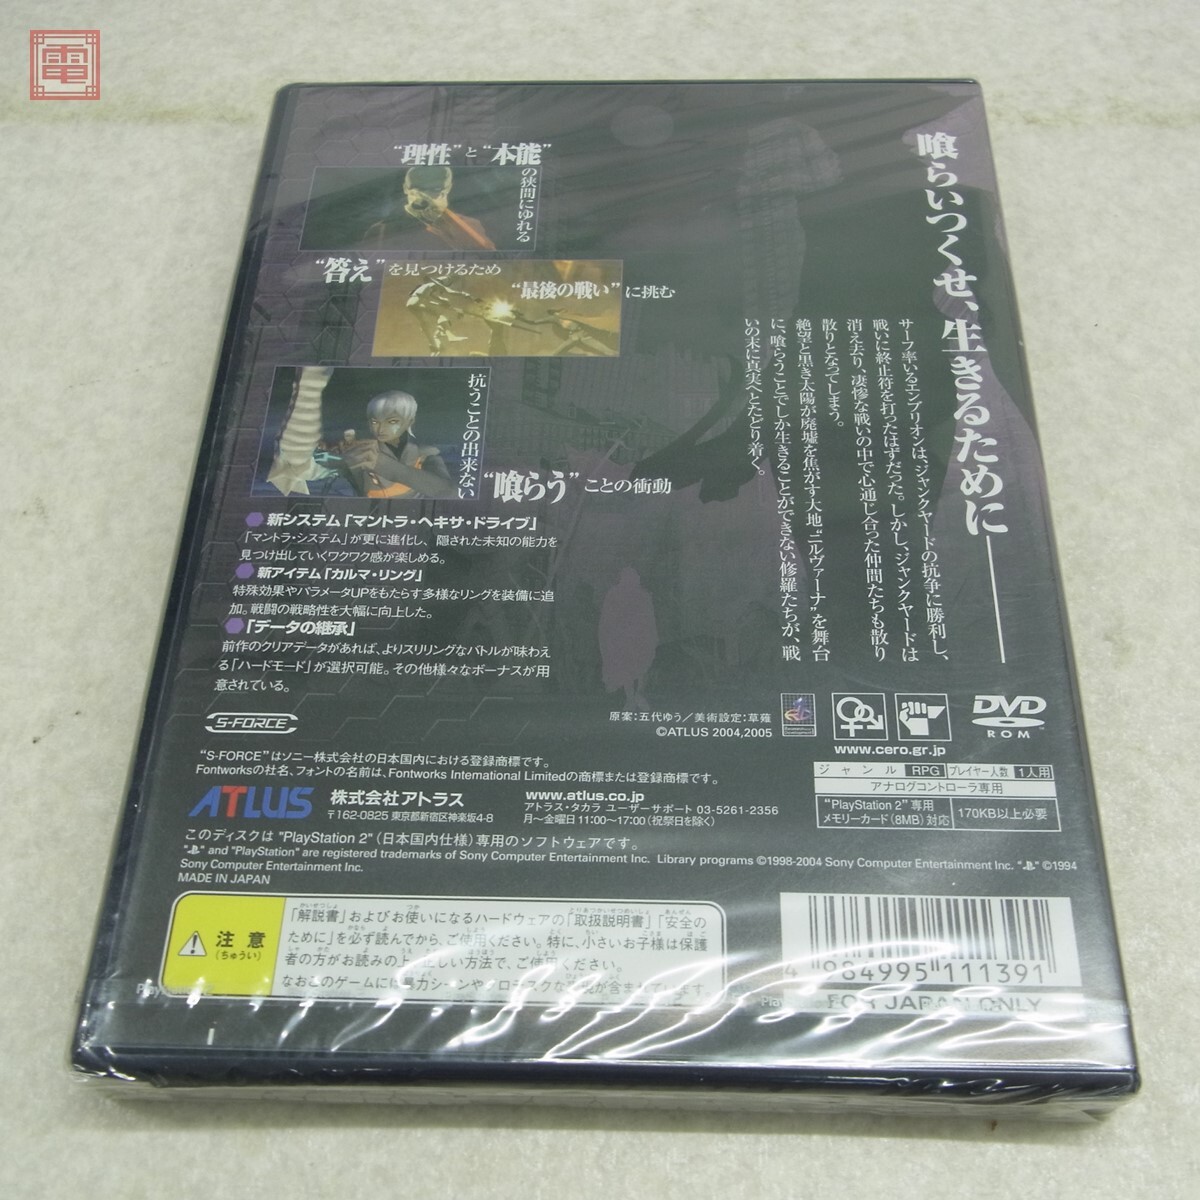 電
喰らいつくせ、生きるために――
サーフ率いるエンブリオンは、ジャンクヤードの抗争に勝利し、
戦いに終止符を打ったはずだった。しかし、ジャンクヤードは
消え去り、凄惨な戦いの中で心通じ合った仲間たちも散り
散りとなってしまう。
絶望と黒き太陽が廃墟を焦がす大地“ニルヴァーナ”を舞台
に、喰らうことでしか生きることができない修羅たちが、戦
いの末に真実へとたどり着く。
“理性”と“本能”
の狭間にゆれる
“答え”を見つけるため
“最後の戦い”に挑む
抗うことの出来ない
“喰らう”ことの衝動
新システム「マントラ・ヘキサ・ドライブ」
「マントラ・システム」が更に進化し、隠された未知の能力を
見つけ出していくワクワク感が楽しめる。
新アイテム「カルマ・リング」
特殊効果やパラメータUPをもたらす多様なリングを装備に追
加。戦闘の戦略性を大幅に向上した。
「データの継承」
前作のクリアデータがあれば、よりスリリングなバトルが味わえ
る「ハードモード」が選択可能。その他様々なボーナスが用
意されている。
S-FORCE
原案：五代ゆう／美術設定：草薙
©ATLUS 2004,2005
www.cero.gr.jp
DVD
ROM
“S-FORCE”はソニー株式会社の日本国内における登録商標です。
Fontworksの社名、フォントの名前は、Fontworks International Limitedの商標または登録商標です。
ジャンル RPG プレイヤー人数 1人用
アナログコントローラ専用
“PlayStation 2”専用
メモリーカード(8MB)対応
170KB以上必要
ATLUS
株式会社アトラス
〒162-0825 東京都新宿区神楽坂4-8
www.atlus.co.jp
アトラス・タカラ ユーザーサポート 03-5261-2356
月〜金曜日11:00〜17:00(祝祭日を除く)
このディスクは "PlayStation 2"(日本国内仕様)専用のソフトウェアです。
" " and "PlayStation" are registered trademarks of Sony Computer Entertainment Inc. Library programs ©1998-2004 Sony Computer Entertainment Inc. " " ©1994
Sony Computer Entertainment Inc.
MADE IN JAPAN
注意
(ちゅうい)
「解説書」およびお使いになるハードウェアの「取扱説明書」「安全の
ために」を必ず読んでから、ご使用ください。特に、小さいお子様は保護
者の方がお読みの上、正しい方法で、ご使用ください。
なおこのゲームには暴力シーンやグロテスクな表現が含まれています。
4 984995 111391
FOR JAPAN ONLY